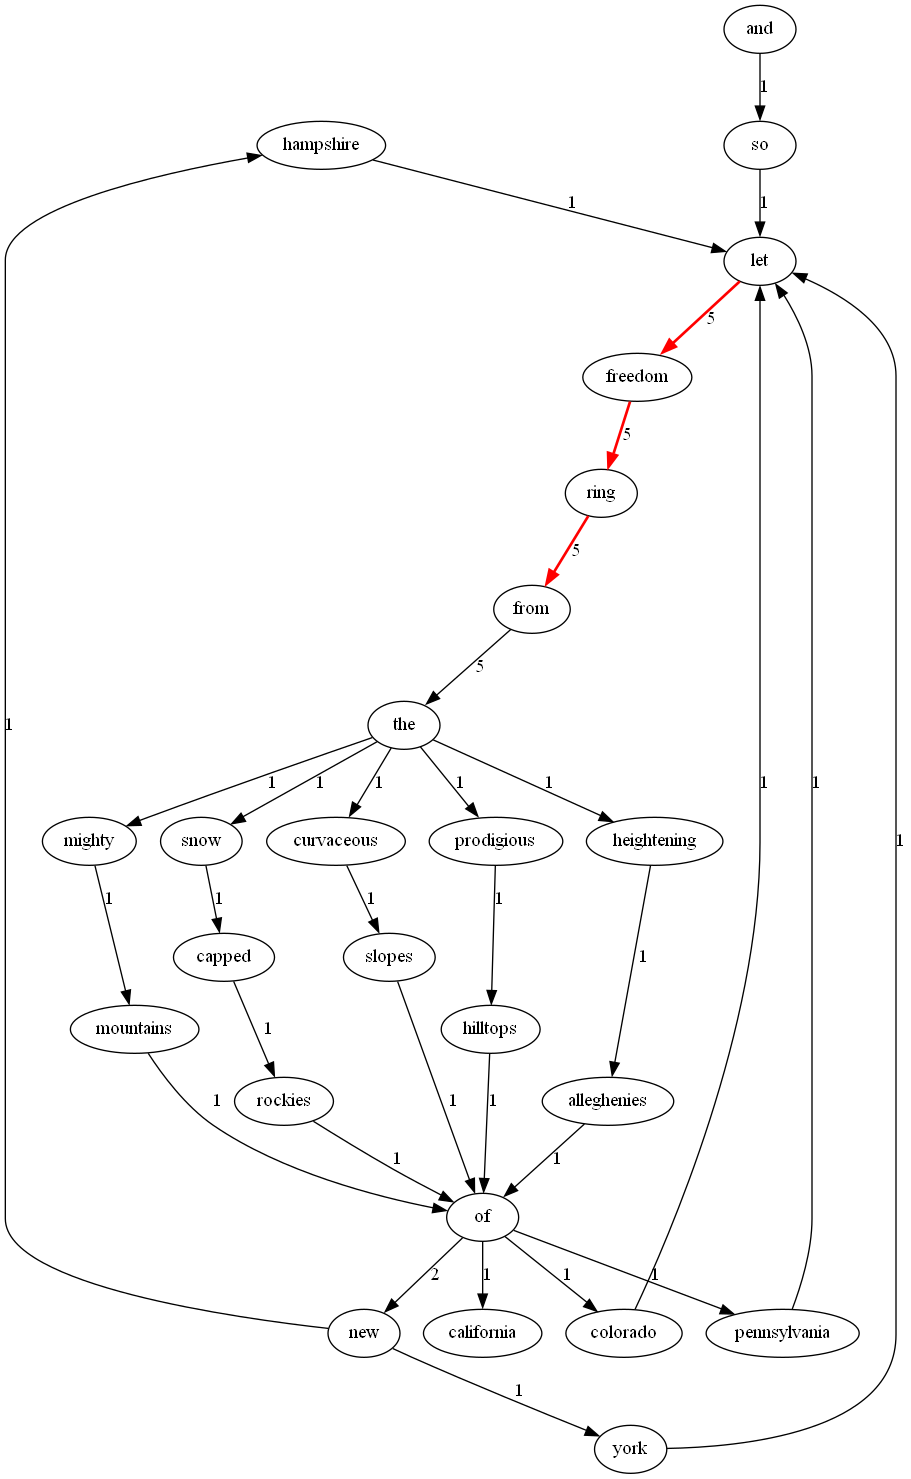 and
1
hampshire
so
1
1
let
5
freedom
5
ring
5
from
5
the
1
1
1
1
1
1
1
1
1
mighty
snow
curvaceous
prodigious
heightening
1
1
1
1
1
capped
slopes
mountains
hilltops
1
rockies
alleghenies
1
1
1
1
1
of
2
1
1
1
new
california
colorado
pennsylvania
1
york